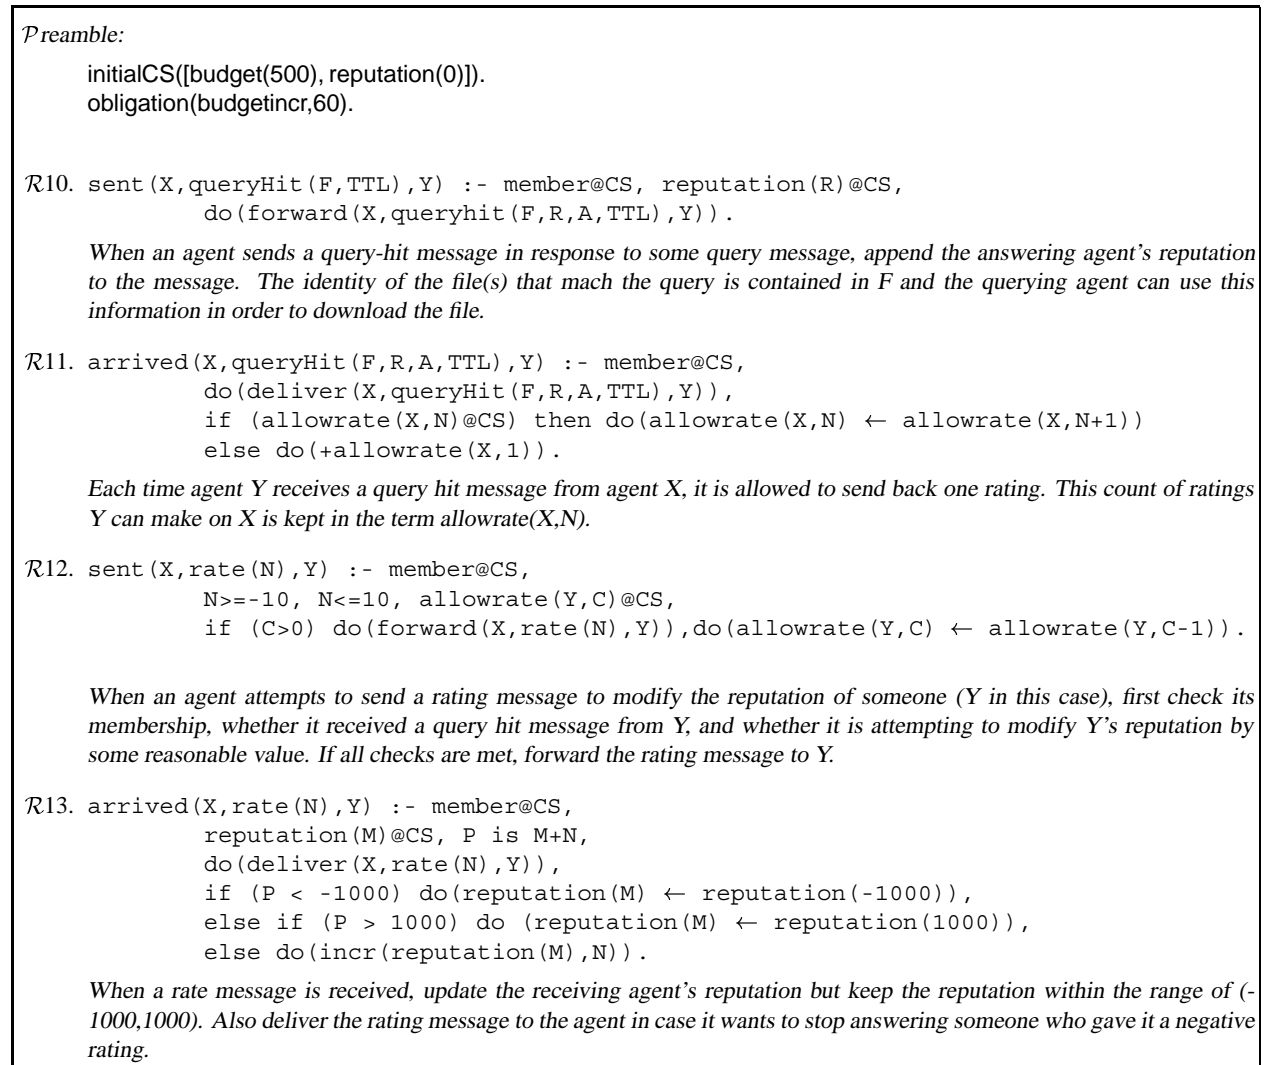 Preamble:
initialCS([budget(500), reputation(0)]).
obligation(budgetincr,60).
R10. sent(X,queryHit(F,TTL),Y) :- member@CS, reputation(R)@CS,
do(forward(X,queryhit(F,R,A,TTL),Y)).
When an agent sends a query-hit message in response to some query message, append the answering agent's reputation
to the message. The identity of the file(s) that mach the query is contained in F and the querying agent can use this
information in order to download the file.
R11. arrived(X,queryHit(F,R,A,TTL),Y) :- member@CS,
do(deliver(X,queryHit(F,R,A,TTL),Y)),
if (allowrate(X,N)@CS) then do(allowrate(X,N) ← allowrate(X,N+1))
else do(+allowrate(X,1)).
Each time agent Y receives a query hit message from agent X, it is allowed to send back one rating. This count of ratings
Y can make on X is kept in the term allowrate(X,N).
R12. sent(X,rate(N),Y) :- member@CS,
N>=-10, N<=10, allowrate(Y,C)@CS,
if (C>0) do(forward(X,rate(N),Y)),do(allowrate(Y,C) ← allowrate(Y,C-1)).
When an agent attempts to send a rating message to modify the reputation of someone (Y in this case), first check its
membership, whether it received a query hit message from Y, and whether it is attempting to modify Y's reputation by
some reasonable value. If all checks are met, forward the rating message to Y.
R13. arrived(X,rate(N),Y) :- member@CS,
reputation(M)@CS, P is M+N,
do(deliver(X,rate(N),Y)),
if (P < -1000) do(reputation(M) ← reputation(-1000)),
else if (P > 1000) do (reputation(M) ← reputation(1000)),
else do(incr(reputation(M),N)).
When a rate message is received, update the receiving agent's reputation but keep the reputation within the range of (-
1000,1000). Also deliver the rating message to the agent in case it wants to stop answering someone who gave it a negative
rating.